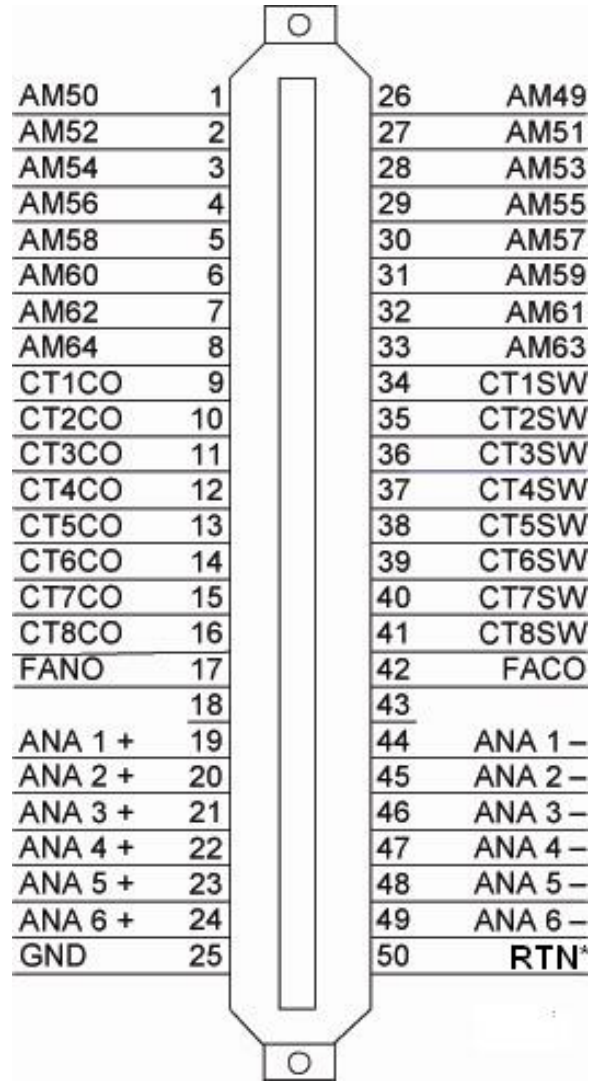 AM50 1 26 AM49
AM52 2 27 AM51
AM54 3 28 AM53
AM56 4 29 AM55
AM58 5 30 AM57
AM60 6 31 AM59
AM62 7 32 AM61
AM64 8 33 AM63
CT1CO 9 34 CT1SW
CT2CO 10 35 CT2SW
CT3CO 11 36 CT3SW
CT4CO 12 37 CT4SW
CT5CO 13 38 CT5SW
CT6CO 14 39 CT6SW
CT7CO 15 40 CT7SW
CT8CO 16 41 CT8SW
FANO 17 42 FACO
18 43
ANA 1 + 19 44 ANA 1 –
ANA 2 + 20 45 ANA 2 –
ANA 3 + 21 46 ANA 3 –
ANA 4 + 22 47 ANA 4 –
ANA 5 + 23 48 ANA 5 –
ANA 6 + 24 49 ANA 6 –
GND 25 50 RTN*